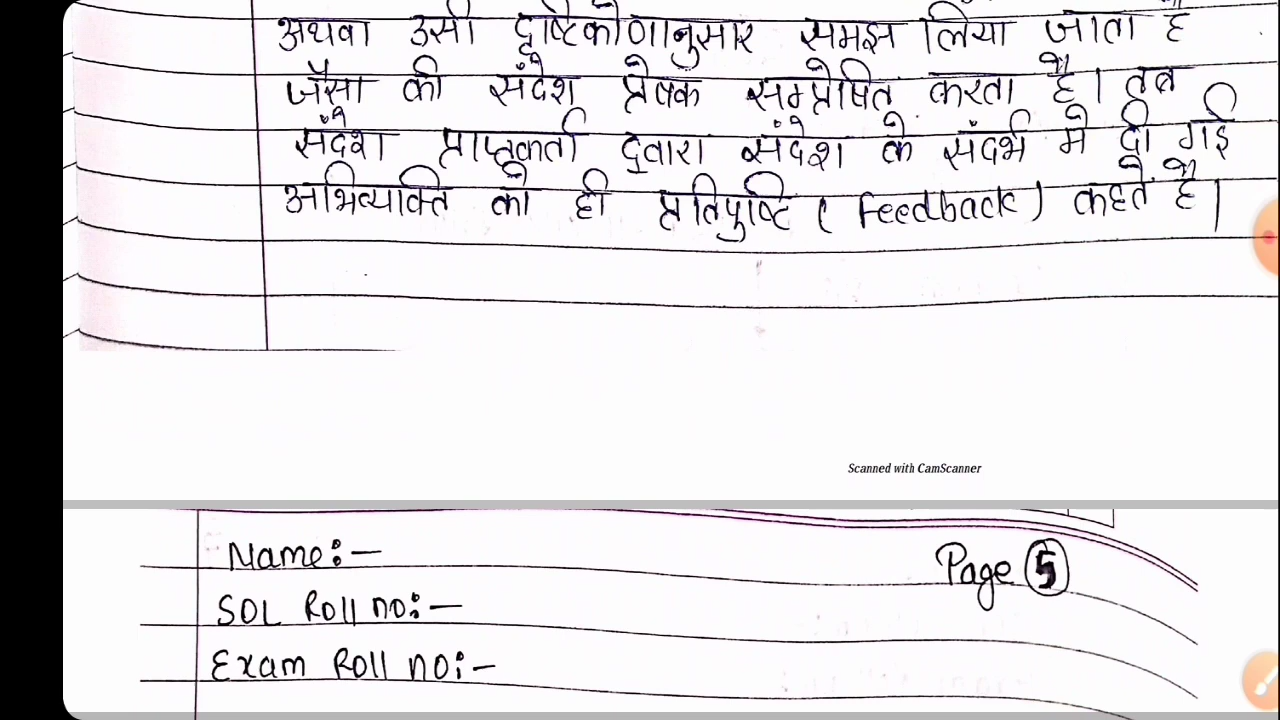 अथवा उसी दृष्टिकोणानुसार समझ लिया जाता है
जैसा की संदेश प्रेषक सम्प्रेषित करता है। तब
संदेश प्राप्तकर्ता द्वारा संदेश के संदर्भ मे दी गई
अभिव्यक्ति को ही प्रतिपुष्टि ( Feedback ) कहते है।
Scanned with CamScanner
Name:-
Page 5
SOL Roll no:-
Exam Roll no:-